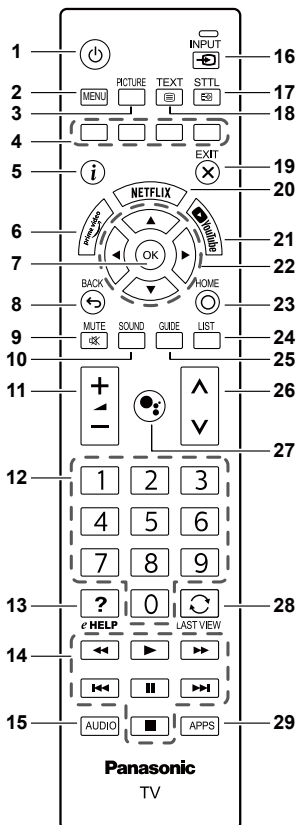 INPUT
1 16
2 MENU PICTURE TEXT STTL 17
3 18
4
EXIT
5 i 19
NETFLIX 20
6 prime video YouTube 21
7 OK 22
8 BACK HOME 23
9 MUTE SOUND GUIDE LIST 24
10 25
11 + − 26
27
12 1 2 3
4 5 6
7 8 9
13 ? 0 28
eHELP LAST VIEW
14
15 AUDIO APPS 29
Panasonic
TV